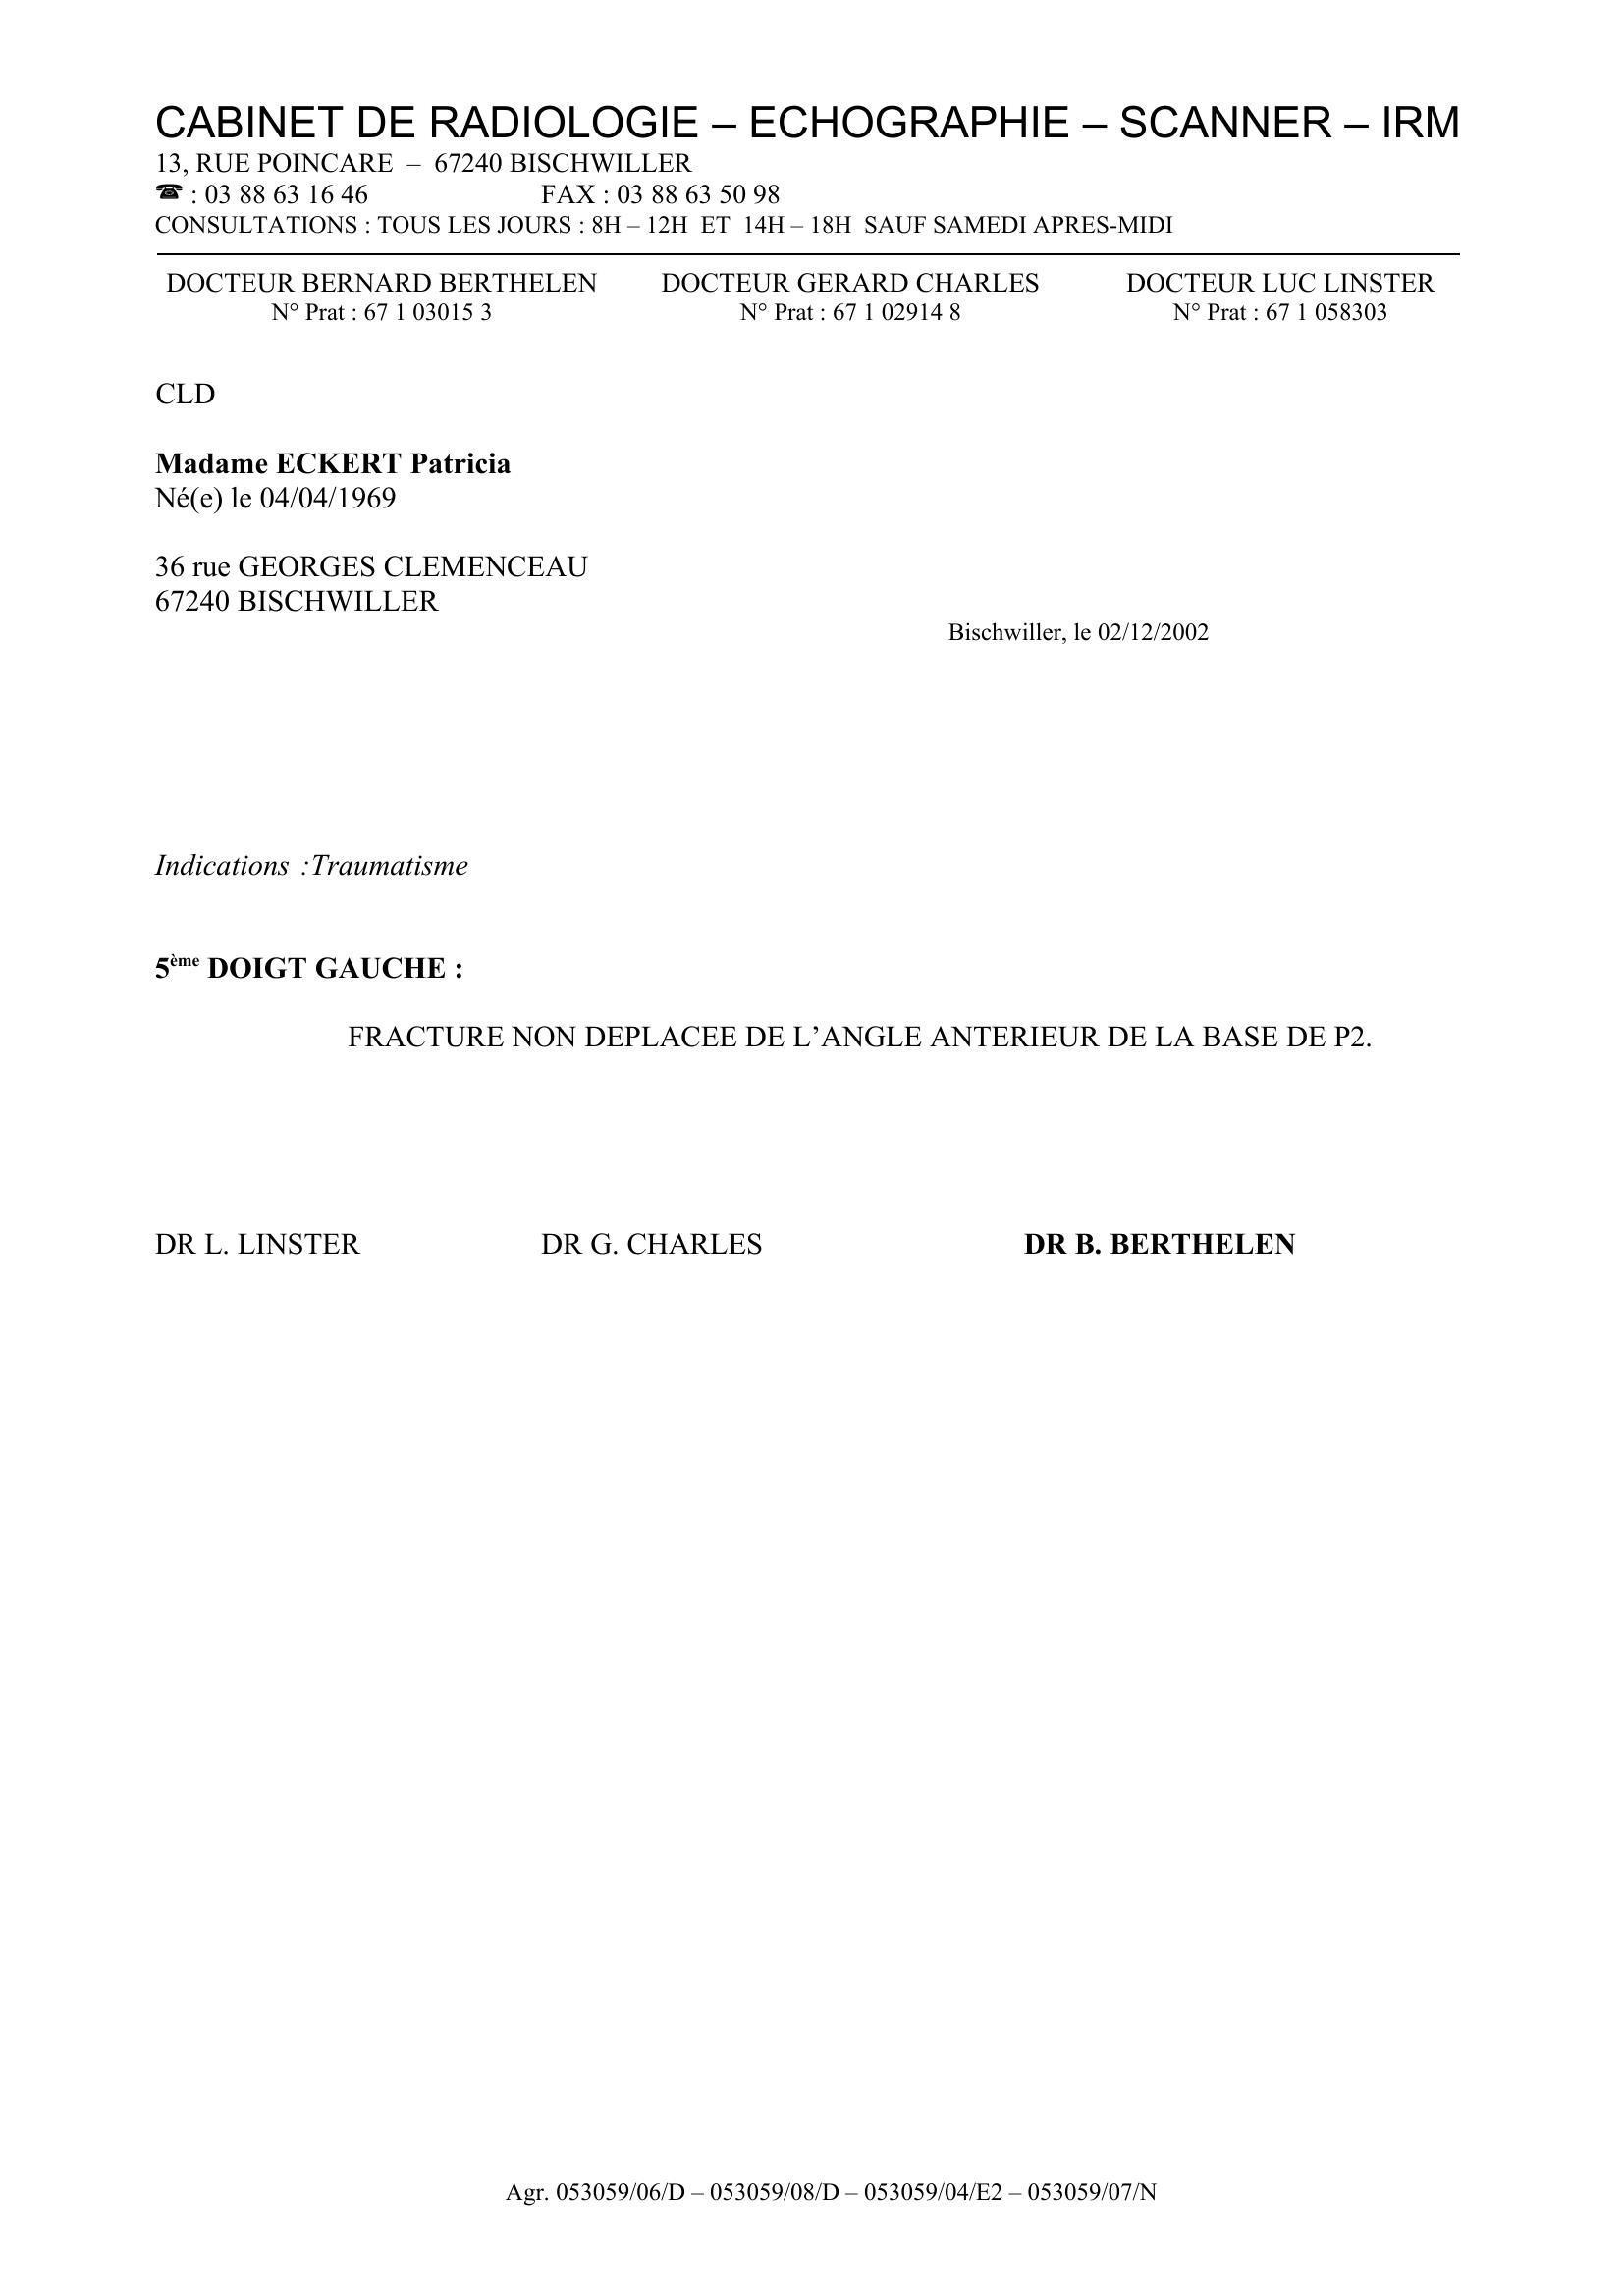 CABINET DE RADIOLOGIE – ECHOGRAPHIE – SCANNER – IRM
13, RUE POINCARE – 67240 BISCHWILLER
☎ : 03 88 63 16 46 FAX : 03 88 63 50 98
CONSULTATIONS : TOUS LES JOURS : 8H – 12H ET 14H – 18H SAUF SAMEDI APRES-MIDI
DOCTEUR BERNARD BERTHELEN DOCTEUR GERARD CHARLES DOCTEUR LUC LINSTER
N° Prat : 67 1 03015 3 N° Prat : 67 1 02914 8 N° Prat : 67 1 058303
CLD
Madame ECKERT Patricia
Né(e) le 04/04/1969
36 rue GEORGES CLEMENCEAU
67240 BISCHWILLER
Bischwiller, le 02/12/2002
Indications :Traumatisme
5ème DOIGT GAUCHE :
FRACTURE NON DEPLACEE DE L’ANGLE ANTERIEUR DE LA BASE DE P2.
DR L. LINSTER DR G. CHARLES DR B. BERTHELEN
Agr. 053059/06/D – 053059/08/D – 053059/04/E2 – 053059/07/N